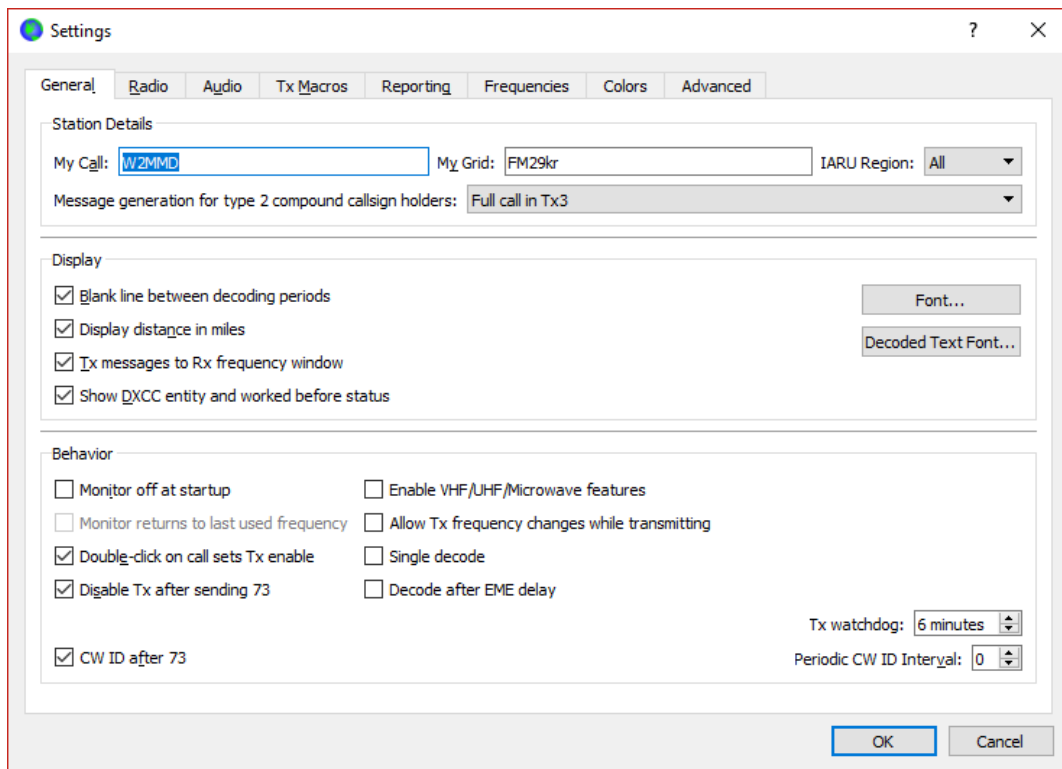 Settings
?
General Radio Audio Tx Macros Reporting Frequencies Colors Advanced
Station Details
My Call: W2MMD My Grid: FM29kr IARU Region: All
Message generation for type 2 compound callsign holders: Full call in Tx3
Display
Blank line between decoding periods
Font...
Display distance in miles
Decoded Text Font...
Tx messages to Rx frequency window
Show DXCC entity and worked before status
Behavior
Monitor off at startup Enable VHF/UHF/Microwave features
Monitor returns to last used frequency Allow Tx frequency changes while transmitting
Double-click on call sets Tx enable Single decode
Disable Tx after sending 73 Decode after EME delay
Tx watchdog: 6 minutes
CW ID after 73 Periodic CW ID Interval: 0
OK Cancel